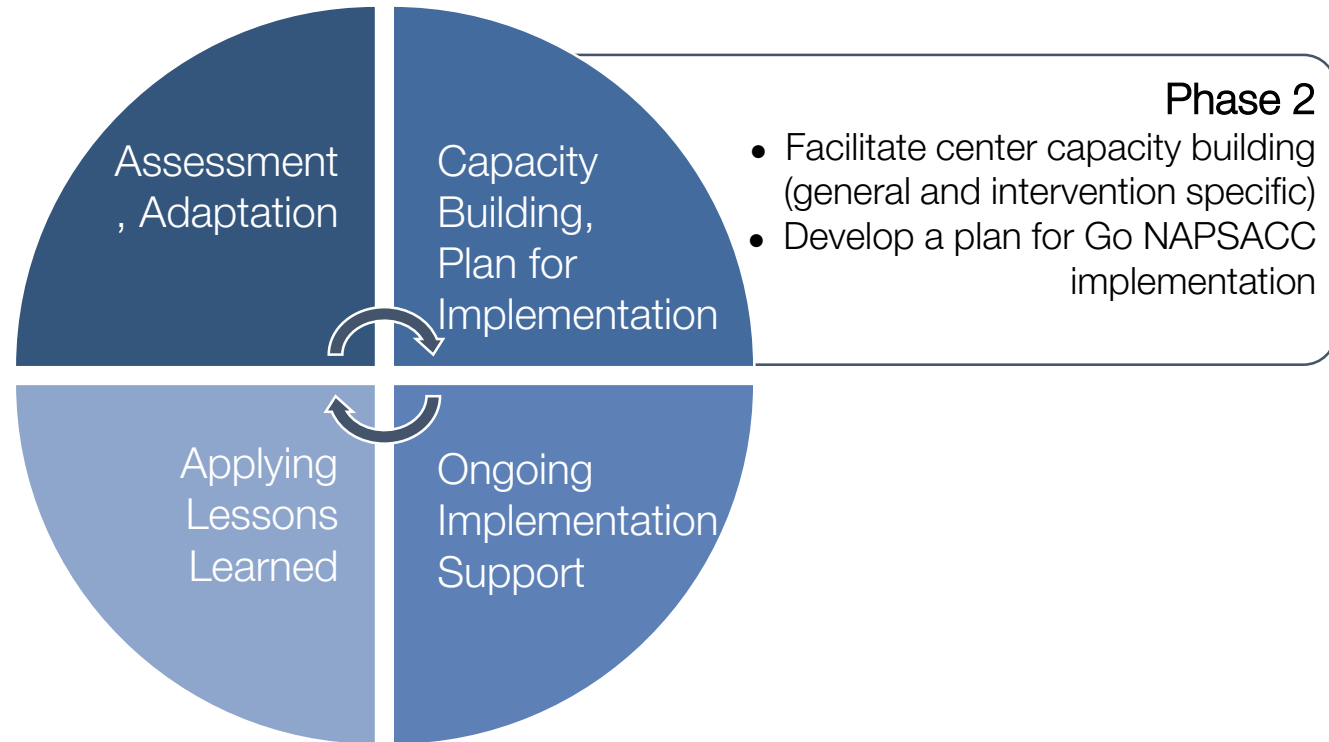 Assessment
, Adaptation
Capacity
Building,
Plan for
Implementation
Phase 2
• Facilitate center capacity building
(general and intervention specific)
• Develop a plan for Go NAPSACC
implementation
Applying
Lessons
Learned
Ongoing
Implementation
Support